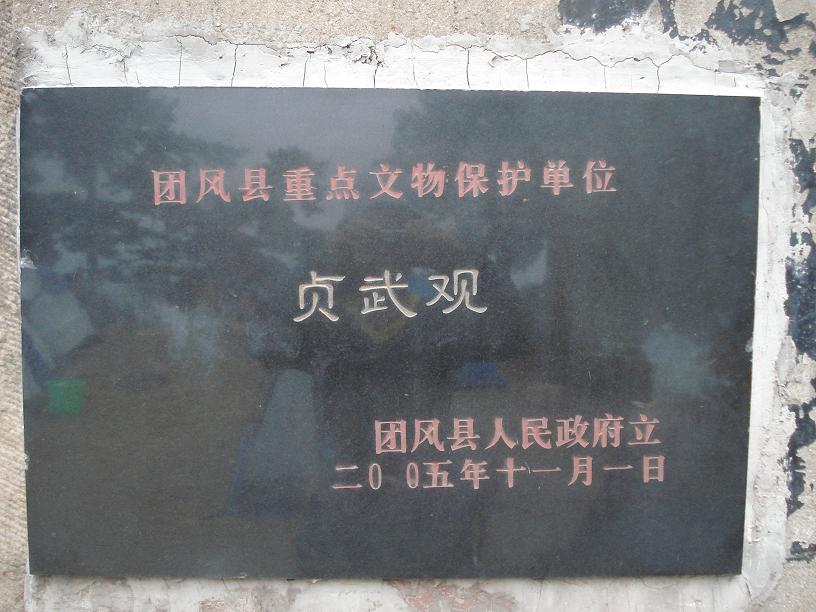 团风县重点文物保护单位
贞武观
团风县人民政府立
二00五年十一月一日